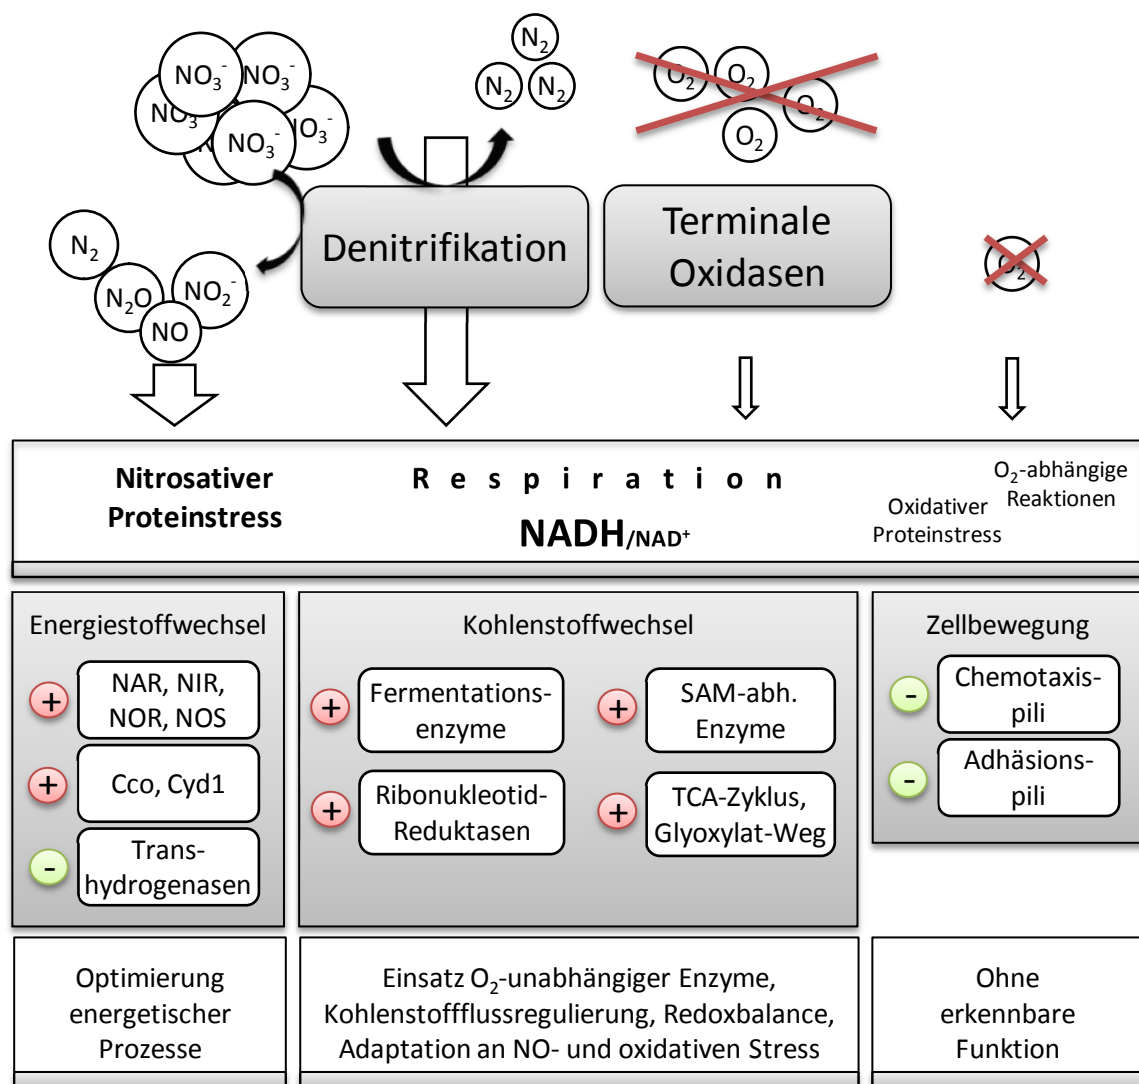 NO₃⁻
NO₃⁻
NO₃⁻
NO₃⁻
NO₃⁻
N
N₂
N₂
N₂
O₂
O₂
O₂
O₂
Denitrifikation
Terminale
Oxidasen
O₂
N₂
N₂O
NO₂⁻
NO
Nitrosativer
Proteinstress
Respiration
NADH/NAD⁺
O₂-abhängige
Reaktionen
Oxidativer
Proteinstress
Energiestoffwechsel
+
NAR, NIR,
NOR, NOS
+
Cco, Cyd1
-
Trans-
hydrogenasen
Kohlenstoffwechsel
+
Fermentations-
enzyme
+
SAM-abh.
Enzyme
+
Ribonukleotid-
Reduktasen
+
TCA-Zyklus,
Glyoxylat-Weg
Zellbewegung
-
Chemotaxis-
pili
-
Adhäsions-
pili
Optimierung
energetischer
Prozesse
Einsatz O₂-unabhängiger Enzyme,
Kohlenstoffflussregulierung, Redoxbalance,
Adaptation an NO- und oxidativen Stress
Ohne
erkennbare
Funktion